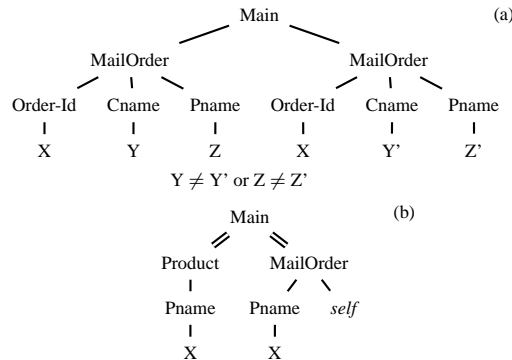 Main (a)
MailOrder MailOrder
Order-Id Cname Pname Order-Id Cname Pname
X Y Z X Y' Z'
Y ≠ Y' or Z ≠ Z'
(b)
Main
Product MailOrder
Pname Pname self
X X